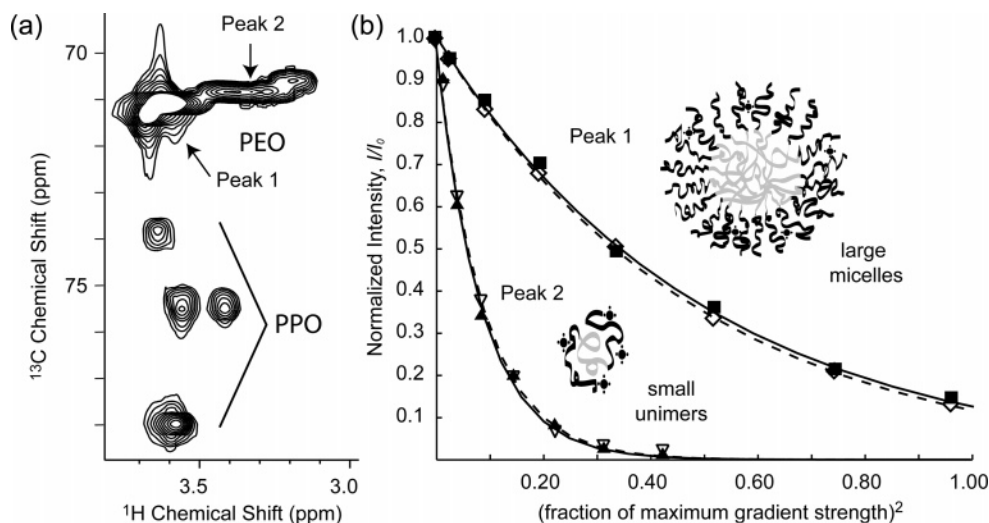 (a)
Peak 2
70
PEO
Peak 1
75
PPO
13C Chemical Shift (ppm)
3.5
3.0
1H Chemical Shift (ppm)
(b)
1.0
0.9
0.8
0.7
0.6
0.5
0.4
0.3
0.2
0.1
Normalized Intensity, I/I0
Peak 1
large
micelles
Peak 2
small
unimers
0.20
0.40
0.60
0.80
1.00
(fraction of maximum gradient strength)2